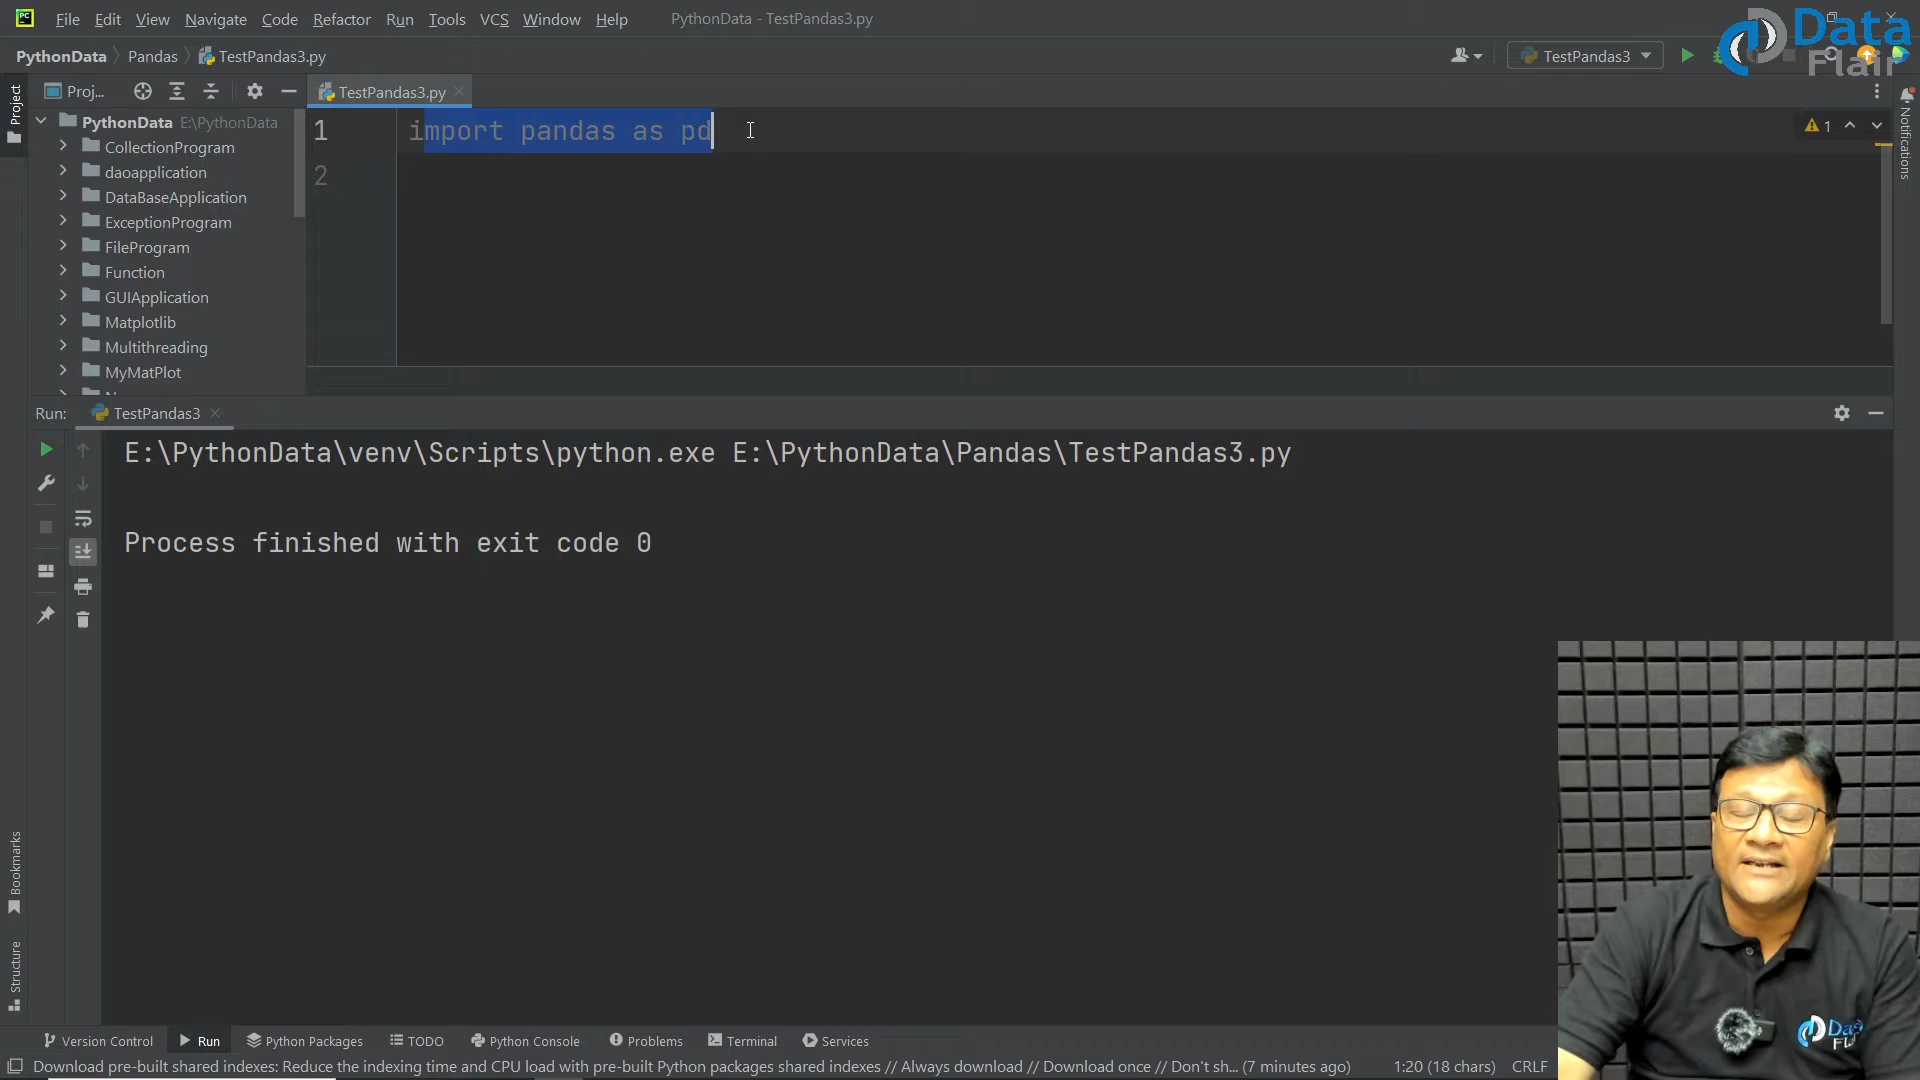 File Edit View Navigate Code Refactor Run Tools VCS Window Help PythonData - TestPandas3.py
Data Flair
PythonData Pandas TestPandas3.py TestPandas3
Proj... TestPandas3.py
Project
PythonData E:\PythonData
CollectionProgram
daoapplication
DataBaseApplication
ExceptionProgram
FileProgram
Function
GUIApplication
Matplotlib
Multithreading
MyMatPlot
1 import pandas as pd
2
1
Notifications
Run: TestPandas3
E:\PythonData\venv\Scripts\python.exe E:\PythonData\Pandas\TestPandas3.py
Process finished with exit code 0
Bookmarks
Structure
Version Control Run Python Packages TODO Python Console Problems Terminal Services
Download pre-built shared indexes: Reduce the indexing time and CPU load with pre-built Python packages shared indexes // Always download // Download once // Don't sh... (7 minutes ago) 1:20 (18 chars) CRLF